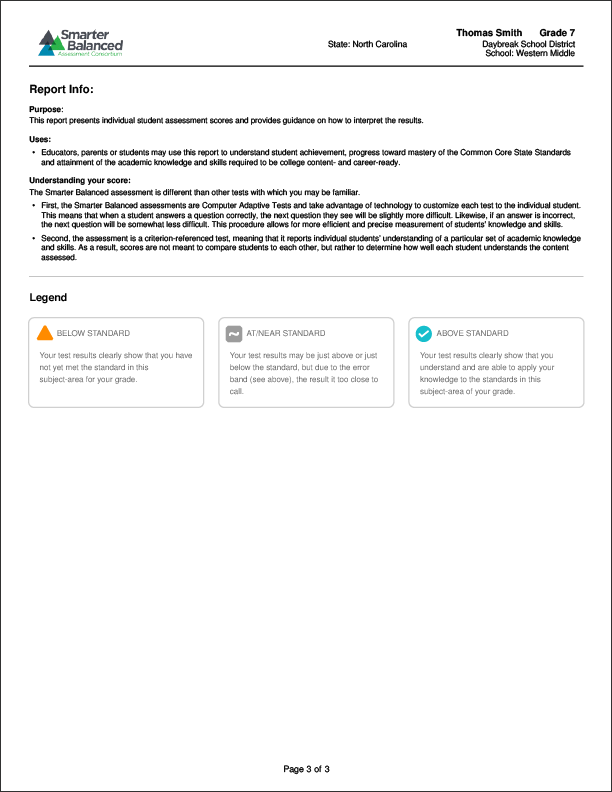 Smarter
Balanced
Assessment Consortium
State: North Carolina
Thomas Smith Grade 7
Daybreak School District
School: Western Middle
Report Info:
Purpose:
This report presents individual student assessment scores and provides guidance on how to interpret the results.
Uses:
• Educators, parents or students may use this report to understand student achievement, progress toward mastery of the Common Core State Standards
and attainment of the academic knowledge and skills required to be college content- and career-ready.
Understanding your score:
The Smarter Balanced assessment is different than other tests with which you may be familiar.
• First, the Smarter Balanced assessments are Computer Adaptive Tests and take advantage of technology to customize each test to the individual student.
This means that when a student answers a question correctly, the next question they see will be slightly more difficult. Likewise, if an answer is incorrect,
the next question will be somewhat less difficult. This procedure allows for more efficient and precise measurement of students' knowledge and skills.
• Second, the assessment is a criterion-referenced test, meaning that it reports individual students' understanding of a particular set of academic knowledge
and skills. As a result, scores are not meant to compare students to each other, but rather to determine how well each student understands the content
assessed.
Legend
BELOW STANDARD
Your test results clearly show that you have
not yet met the standard in this
subject-area for your grade.
AT/NEAR STANDARD
Your test results may be just above or just
below the standard, but due to the error
band (see above), the result it too close to
call.
ABOVE STANDARD
Your test results clearly show that you
understand and are able to apply your
knowledge to the standards in this
subject-area of your grade.
Page 3 of 3